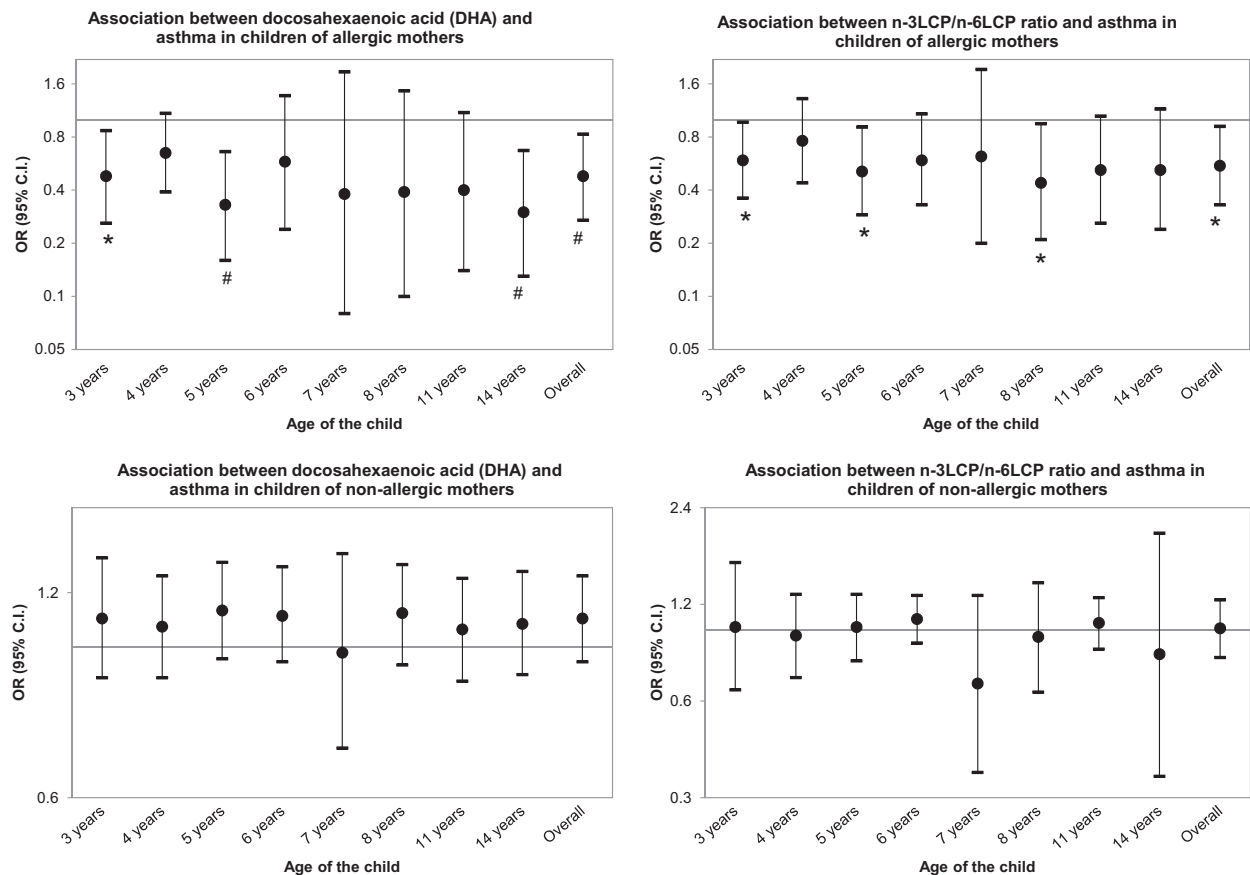 Association between docosahexaenoic acid (DHA) and
asthma in children of allergic mothers
OR (95% C.I.)
1.6
0.8
0.4
0.2
0.1
0.05
*
#
#
#
3 years
4 years
5 years
6 years
7 years
8 years
11 years
14 years
Overall
Age of the child
Association between n-3LCP/n-6LCP ratio and asthma in
children of allergic mothers
OR (95% C.I.)
1.6
0.8
0.4
0.2
0.1
0.05
*
*
*
*
3 years
4 years
5 years
6 years
7 years
8 years
11 years
14 years
Overall
Age of the child
Association between docosahexaenoic acid (DHA) and
asthma in children of non-allergic mothers
OR (95% C.I.)
1.2
0.6
3 years
4 years
5 years
6 years
7 years
8 years
11 years
14 years
Overall
Age of the child
Association between n-3LCP/n-6LCP ratio and asthma in
children of non-allergic mothers
OR (95% C.I.)
2.4
1.2
0.6
0.3
3 years
4 years
5 years
6 years
7 years
8 years
11 years
14 years
Overall
Age of the child